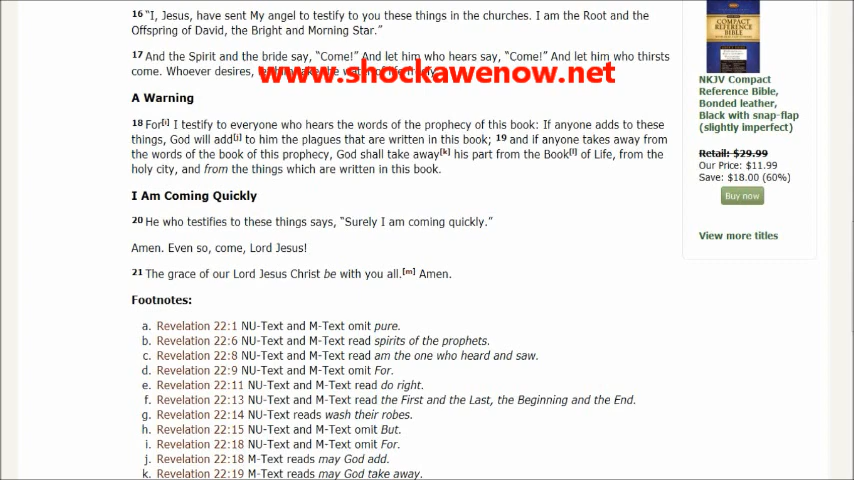 16 “I, Jesus, have sent My angel to testify to you these things in the churches. I am the Root and the
Offspring of David, the Bright and Morning Star.”
17 And the Spirit and the bride say, “Come!” And let him who hears say, “Come!” And let him who thirsts
come. Whoever desires,
www.shockawenow.net
A Warning
18 For[i] I testify to everyone who hears the words of the prophecy of this book: If anyone adds to these
things, God will add[j] to him the plagues that are written in this book; 19 and if anyone takes away from
the words of the book of this prophecy, God shall take away[k] his part from the Book[l] of Life, from the
holy city, and from the things which are written in this book.
I Am Coming Quickly
20 He who testifies to these things says, “Surely I am coming quickly.”
Amen. Even so, come, Lord Jesus!
21 The grace of our Lord Jesus Christ be with you all.[m] Amen.
Footnotes:
a. Revelation 22:1 NU-Text and M-Text omit pure.
b. Revelation 22:6 NU-Text and M-Text read spirits of the prophets.
c. Revelation 22:8 NU-Text and M-Text read am the one who heard and saw.
d. Revelation 22:9 NU-Text and M-Text omit For.
e. Revelation 22:11 NU-Text and M-Text read do right.
f. Revelation 22:13 NU-Text and M-Text read the First and the Last, the Beginning and the End.
g. Revelation 22:14 NU-Text reads wash their robes.
h. Revelation 22:15 NU-Text and M-Text omit But.
i. Revelation 22:18 NU-Text and M-Text omit For.
j. Revelation 22:18 M-Text reads may God add.
k. Revelation 22:19 M-Text reads may God take away.
COMPACT
REFERENCE
BIBLE
NKJV Compact
Reference Bible,
Bonded leather,
Black with snap-flap
(slightly imperfect)
Retail: $29.99
Our Price: $11.99
Save: $18.00 (60%)
Buy now
View more titles